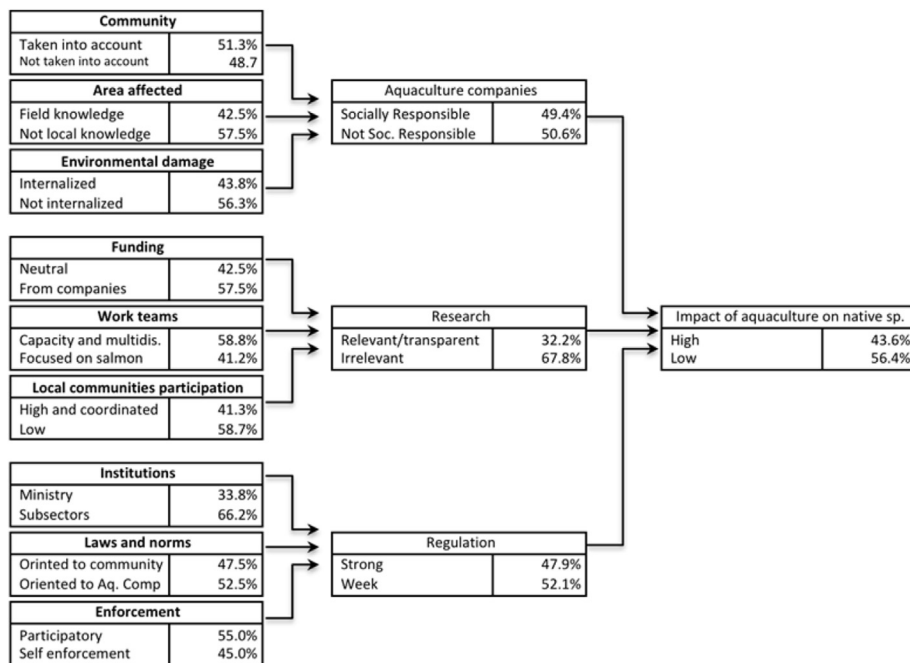 Community
Taken into account 51.3%
Not taken into account 48.7
Area affected
Field knowledge 42.5%
Not local knowledge 57.5%
Environmental damage
Internalized 43.8%
Not internalized 56.3%
Funding
Neutral 42.5%
From companies 57.5%
Work teams
Capacity and multidis. 58.8%
Focused on salmon 41.2%
Local communities participation
High and coordinated 41.3%
Low 58.7%
Institutions
Ministry 33.8%
Subsectors 66.2%
Laws and norms
Orinted to community 47.5%
Oriented to Aq. Comp 52.5%
Enforcement
Participatory 55.0%
Self enforcement 45.0%
Aquaculture companies
Socially Responsible 49.4%
Not Soc. Responsible 50.6%
Research
Relevant/transparent 32.2%
Irrelevant 67.8%
Regulation
Strong 47.9%
Week 52.1%
Impact of aquaculture on native sp.
High 43.6%
Low 56.4%